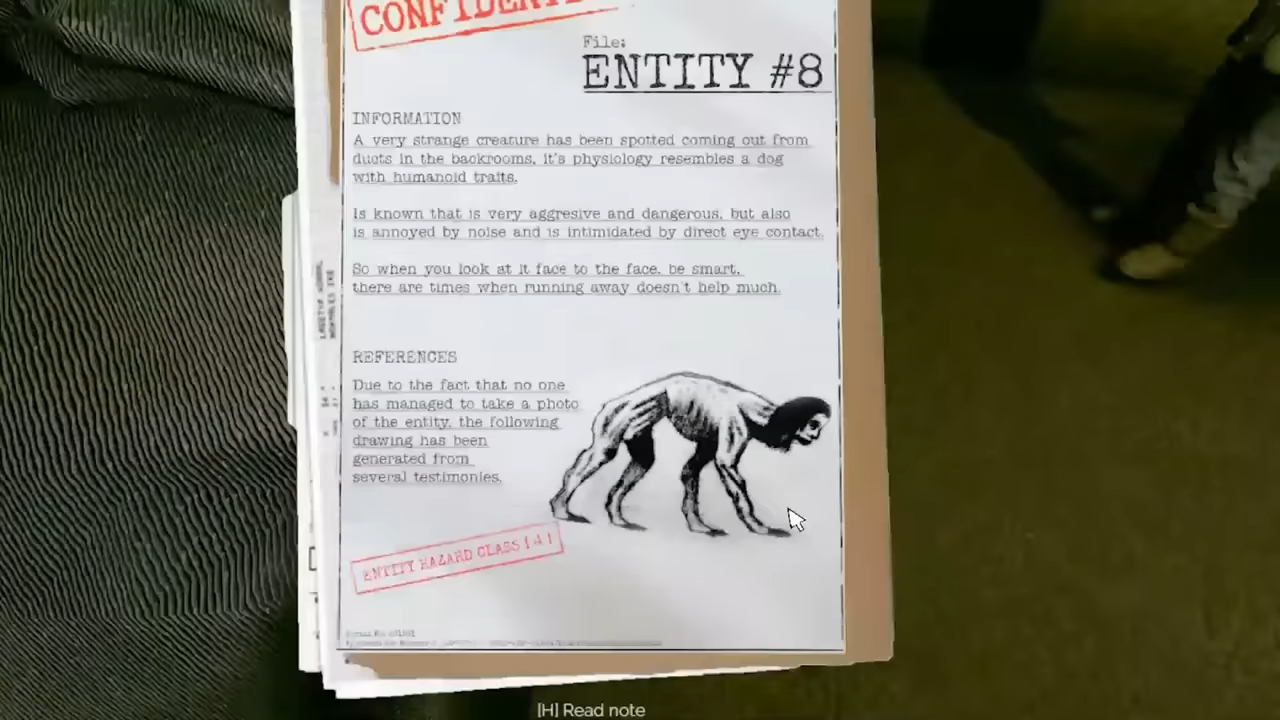 File:
ENTITY #8
INFORMATION
A very strange creature has been spotted coming out from
ducts in the backrooms, it's physiology resembles a dog
with humanoid traits.
Is known that is very aggresive and dangerous, but also
is annoyed by noise and is intimidated by direct eye contact.
So when you look at it face to the face, be smart,
there are times when running away doesn't help much.
REFERENCES
Due to the fact that no one
has managed to take a photo
of the entity, the following
drawing has been
generated from
several testimonies.
ENTITY HAZARD CLASS
[H] Read note